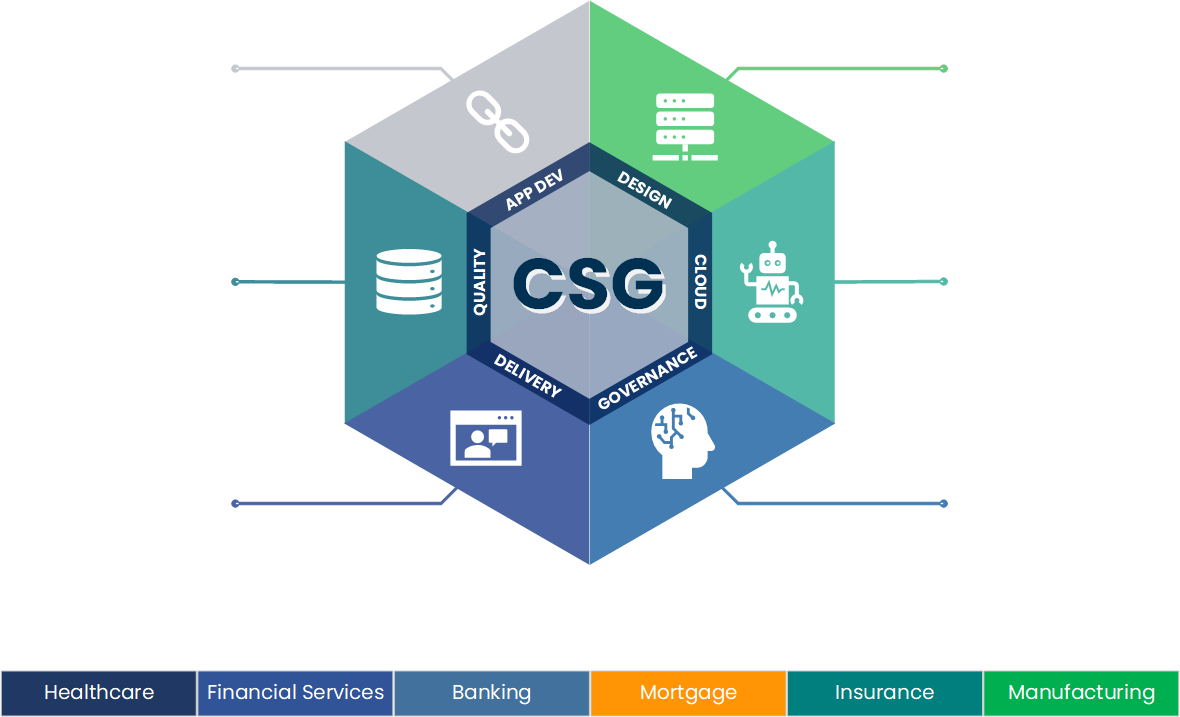 APP DEV
DESIGN
QUALITY
CSG
CLOUD
DELIVERY
GOVERNANCE
Healthcare
Financial Services
Banking
Mortgage
Insurance
Manufacturing